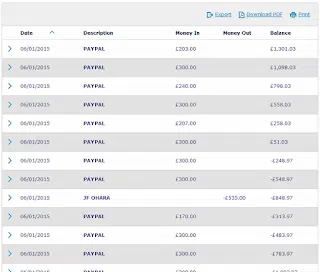 Export Download PDF Print
Date Description Money In Money Out Balance
06/01/2015 PAYPAL £203.00 £1,301.03
06/01/2015 PAYPAL £300.00 £1,098.03
06/01/2015 PAYPAL £240.00 £798.03
06/01/2015 PAYPAL £300.00 £558.03
06/01/2015 PAYPAL £207.00 £258.03
06/01/2015 PAYPAL £300.00 £51.03
06/01/2015 PAYPAL £300.00 -£248.97
06/01/2015 PAYPAL £300.00 -£548.97
06/01/2015 JF OHARA -£535.00 -£848.97
06/01/2015 PAYPAL £170.00 -£313.97
06/01/2015 PAYPAL £300.00 -£483.97
06/01/2015 PAYPAL £300.00 -£783.97
06/01/2015 PAYPAL £300.00